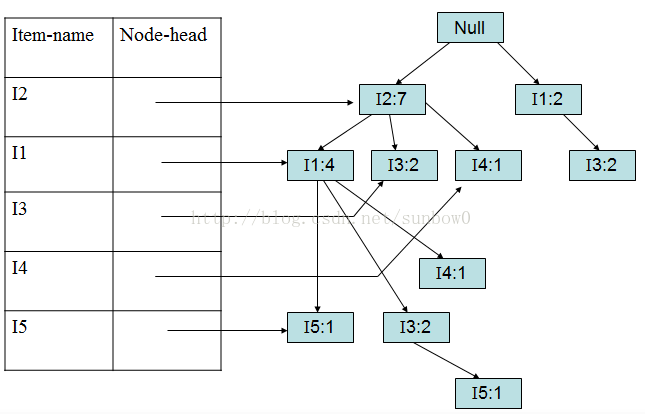 Item-name Node-head
Null
I2 I2:7 I1:2
I1 I1:4 I3:2 I4:1 I3:2
I3
http://blog.csdn.net/sunbow0
I4 I4:1
I5 I5:1 I3:2
I5:1